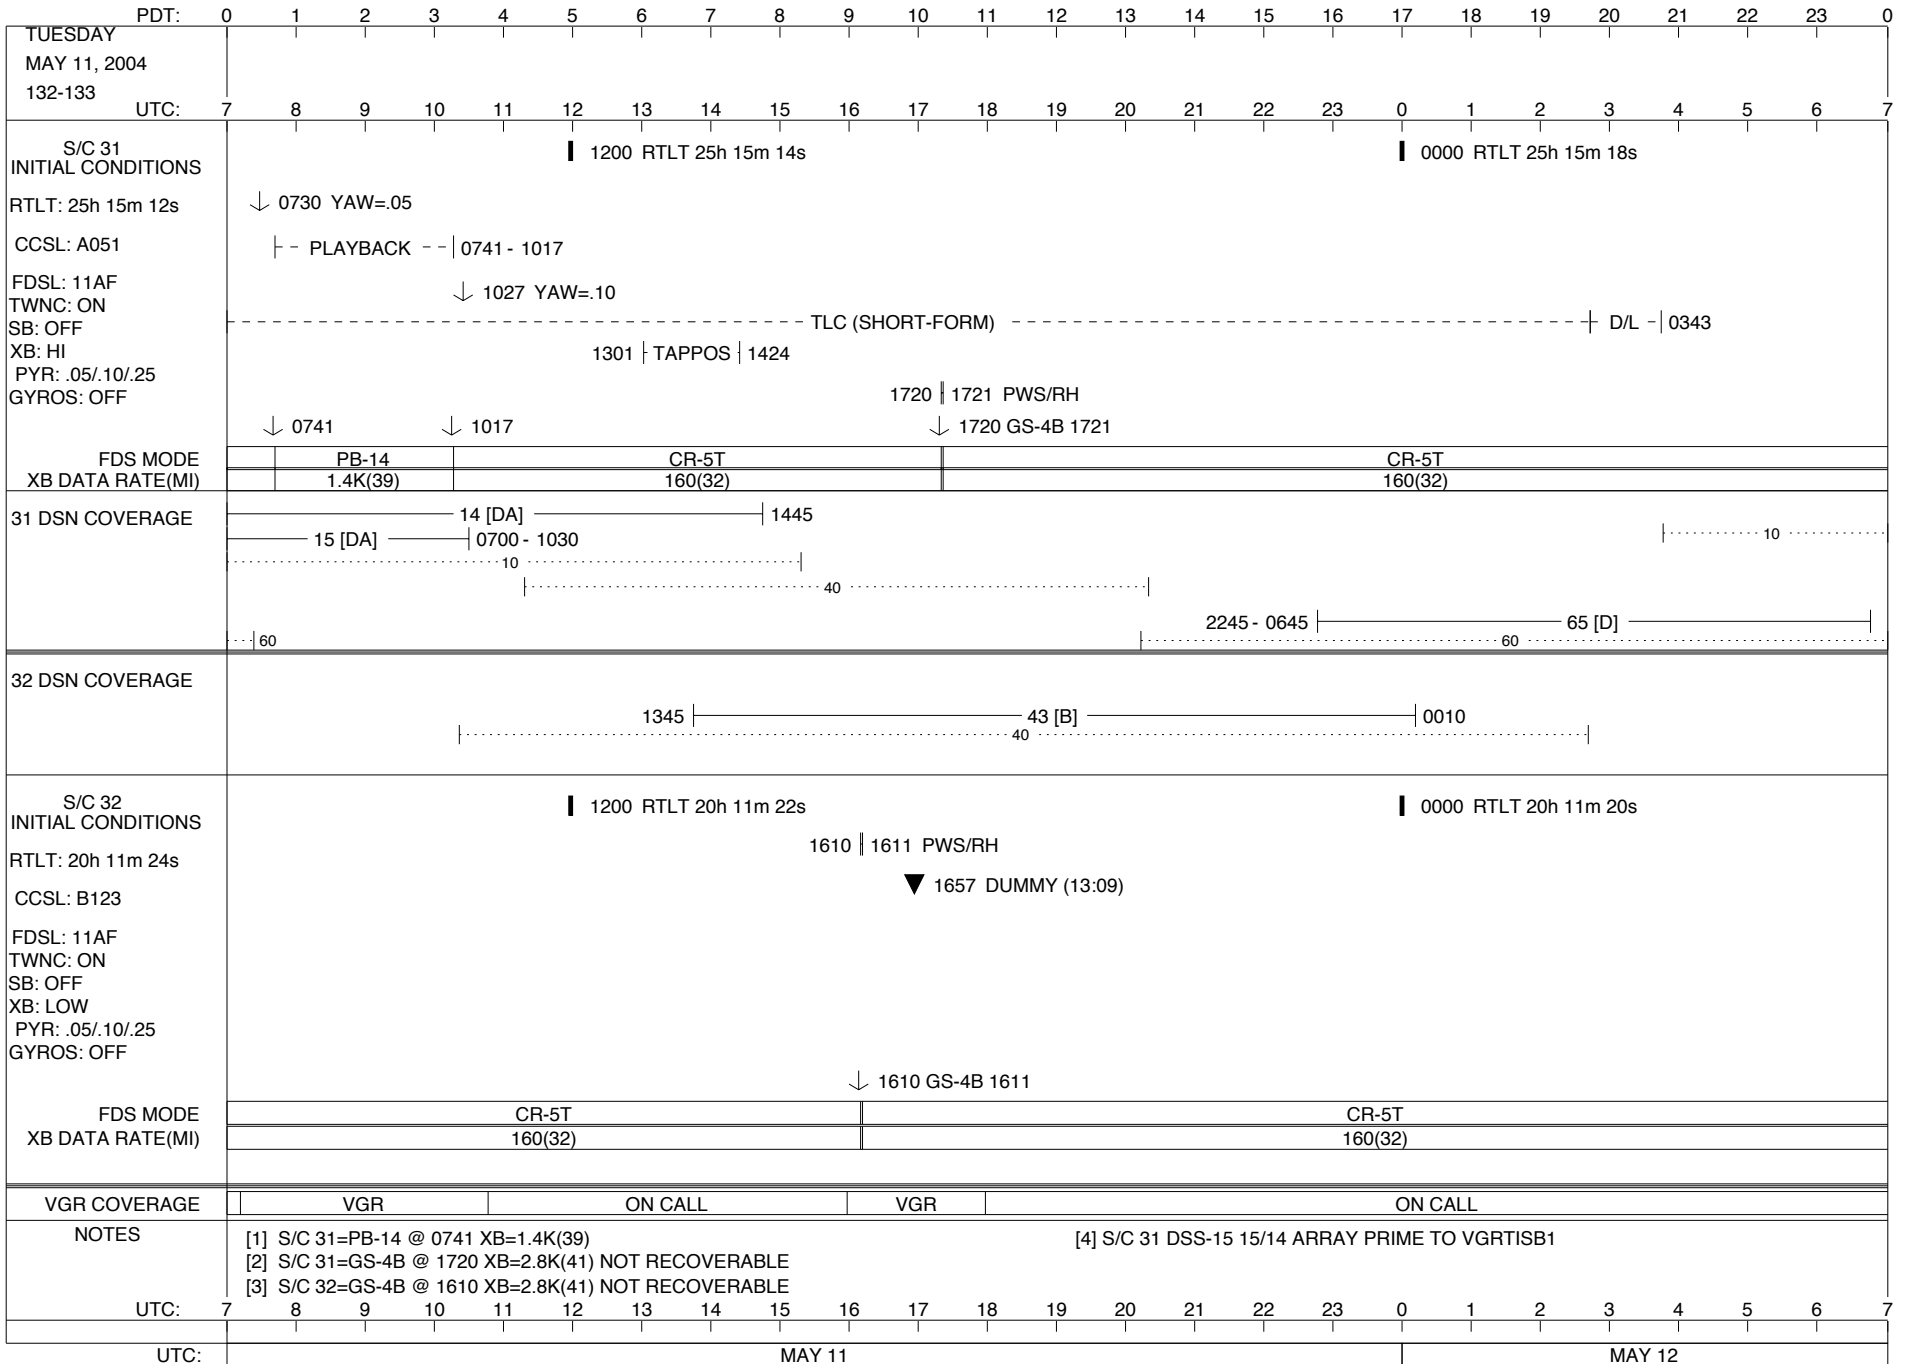 PDT: 0 1 2 3 4 5 6 7 8 9 10 11 12 13 14 15 16 17 18 19 20 21 22 23 0
TUESDAY
MAY 11, 2004
132-133
UTC: 7 8 9 10 11 12 13 14 15 16 17 18 19 20 21 22 23 0 1 2 3 4 5 6 7
S/C 31
INITIAL CONDITIONS
1200 RTLT 25h 15m 14s
0000 RTLT 25h 15m 18s
RTLT: 25h 15m 12s
0730 YAW=.05
CCSL: A051
PLAYBACK 0741 - 1017
FDSL: 11AF
1027 YAW=.10
TWNC: ON
SB: OFF
TLC (SHORT-FORM) D/L 0343
XB: HI
1301 TAPPOS 1424
PYR: .05/.10/.25
GYROS: OFF
1720 1721 PWS/RH
0741 1017 1720 GS-4B 1721
FDS MODE PB-14 CR-5T CR-5T
XB DATA RATE(MI) 1.4K(39) 160(32) 160(32)
31 DSN COVERAGE
14 [DA] 1445
15 [DA] 0700 - 1030
10
10
40
2245 - 0645 65 [D]
60
60
32 DSN COVERAGE
1345 43 [B] 0010
40
S/C 32
INITIAL CONDITIONS
1200 RTLT 20h 11m 22s
0000 RTLT 20h 11m 20s
1610 1611 PWS/RH
RTLT: 20h 11m 24s
1657 DUMMY (13:09)
CCSL: B123
FDSL: 11AF
TWNC: ON
SB: OFF
XB: LOW
PYR: .05/.10/.25
GYROS: OFF
1610 GS-4B 1611
FDS MODE CR-5T CR-5T
XB DATA RATE(MI) 160(32) 160(32)
VGR COVERAGE VGR ON CALL VGR ON CALL
NOTES
[1] S/C 31=PB-14 @ 0741 XB=1.4K(39)
[4] S/C 31 DSS-15 15/14 ARRAY PRIME TO VGRTISB1
[2] S/C 31=GS-4B @ 1720 XB=2.8K(41) NOT RECOVERABLE
[3] S/C 32=GS-4B @ 1610 XB=2.8K(41) NOT RECOVERABLE
UTC: 7 8 9 10 11 12 13 14 15 16 17 18 19 20 21 22 23 0 1 2 3 4 5 6 7
UTC: MAY 11 MAY 12